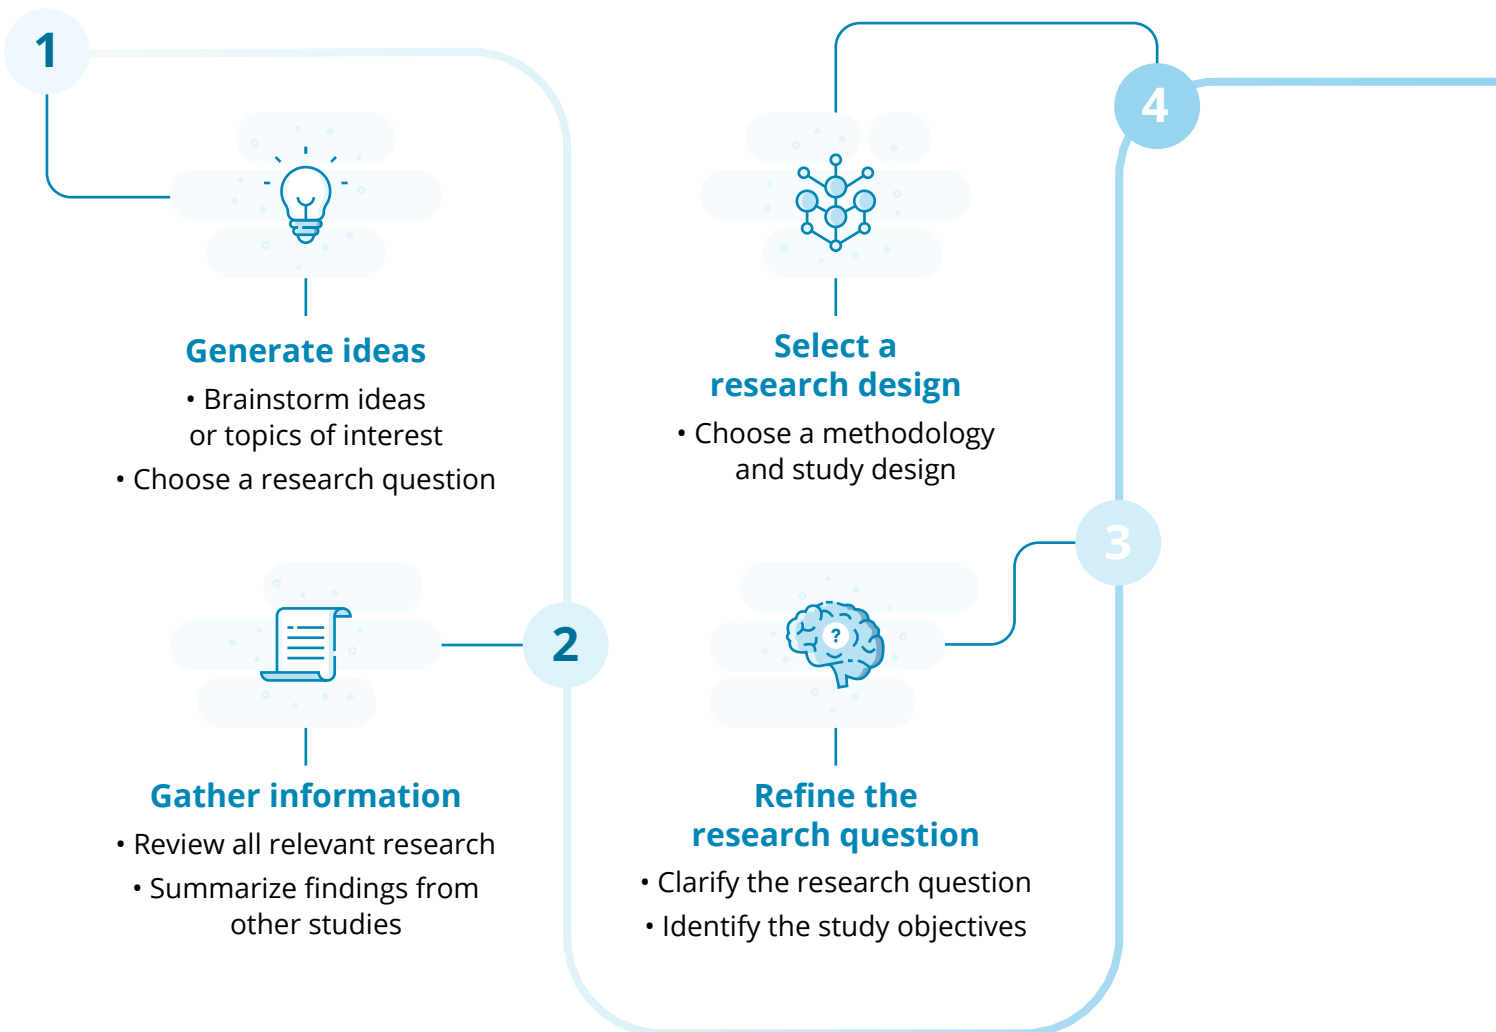 1
Generate ideas
• Brainstorm ideas
or topics of interest
• Choose a research question
2
Gather information
• Review all relevant research
• Summarize findings from
other studies
3
?
Refine the
research question
• Clarify the research question
• Identify the study objectives
4
Select a
research design
• Choose a methodology
and study design